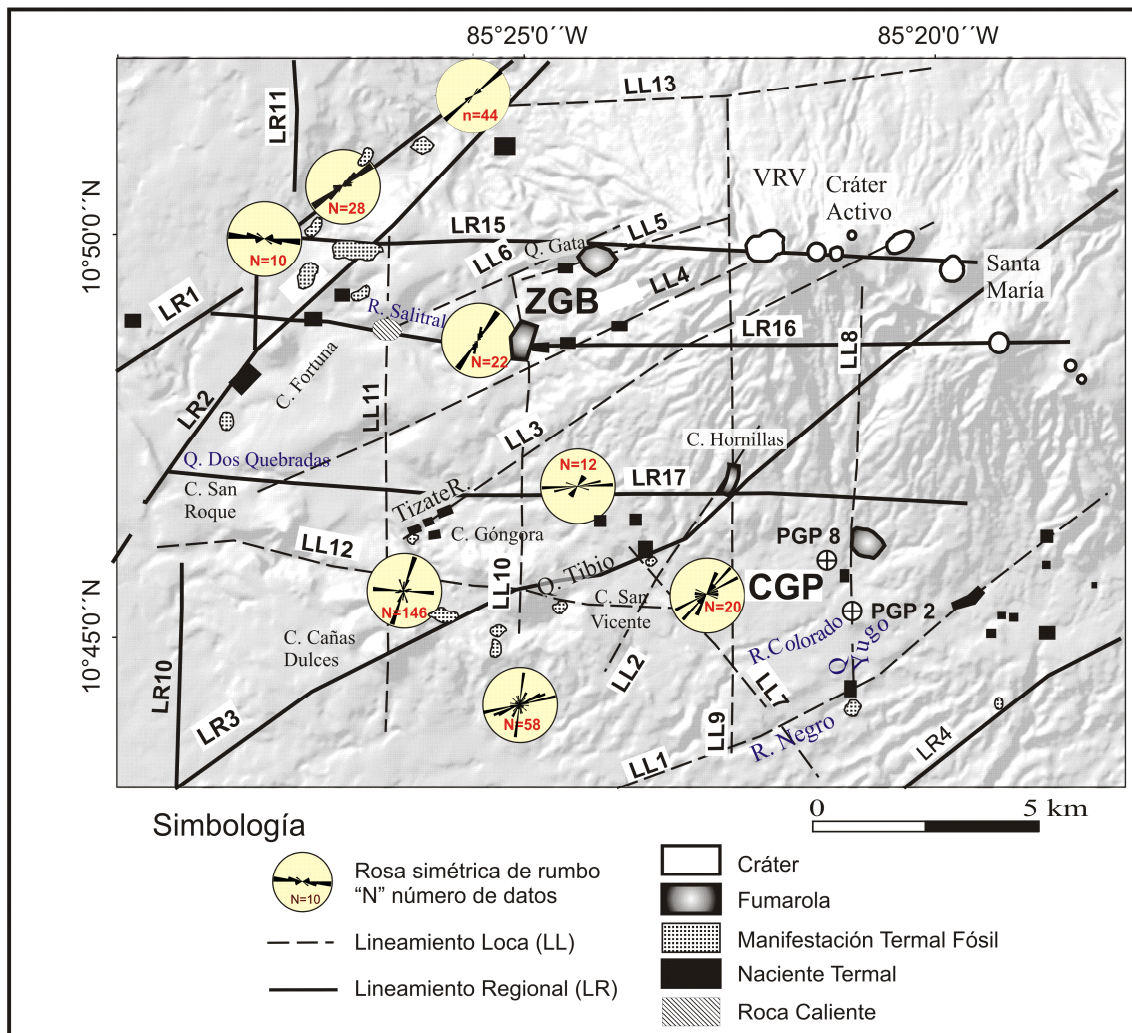 85°25'0´´W
85°20'0´´W
10°50'0´´N
10°45'0´´N
LR11
n=44
LL13
N=28
VRV
Cráter
Activo
N=10
LR15
LL6
Q. Gata
LL5
Santa
María
LR1
R. Salitral
ZGB
LL4
LR16
LL8
N=22
C. Fortuna
LR2
LL11
LL3
C. Hornillas
Q. Dos Quebradas
C. San
Roque
N=12
LR17
TizateR.
C. Góngora
PGP 8
LL12
LL10
Q. Tibio
CGP
PGP 2
N=146
C. San
Vicente
N=20
R.Colorado
Q
Yugo
C. Cañas
Dulces
LL2
LL7
LR10
LR3
N=58
LL9
R. Negro
LL1
LR4
0
5 km
Simbología
Rosa simétrica de rumbo
“N” número de datos
N=10
Lineamiento Loca (LL)
Lineamiento Regional (LR)
Cráter
Fumarola
Manifestación Termal Fósil
Naciente Termal
Roca Caliente